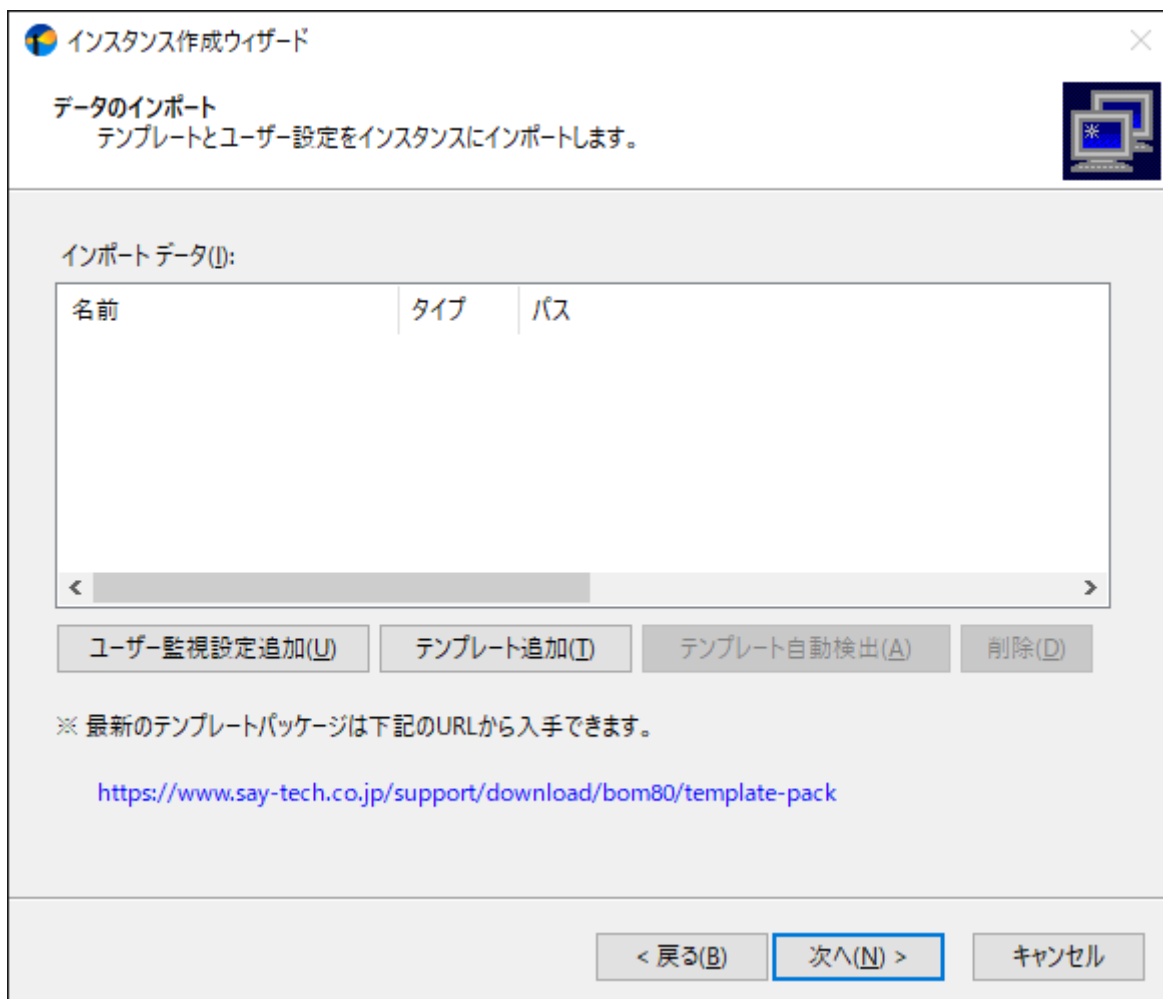 インスタンス作成ウィザード
データのインポート
テンプレートとユーザー設定をインスタンスにインポートします。
インポート データ(I):
名前 タイプ パス
ユーザー監視設定追加(U) テンプレート追加(T) テンプレート自動検出(A) 削除(D)
※ 最新のテンプレートパッケージは下記のURLから入手できます。
https://www.say-tech.co.jp/support/download/bom80/template-pack
< 戻る(B) 次へ(N) > キャンセル